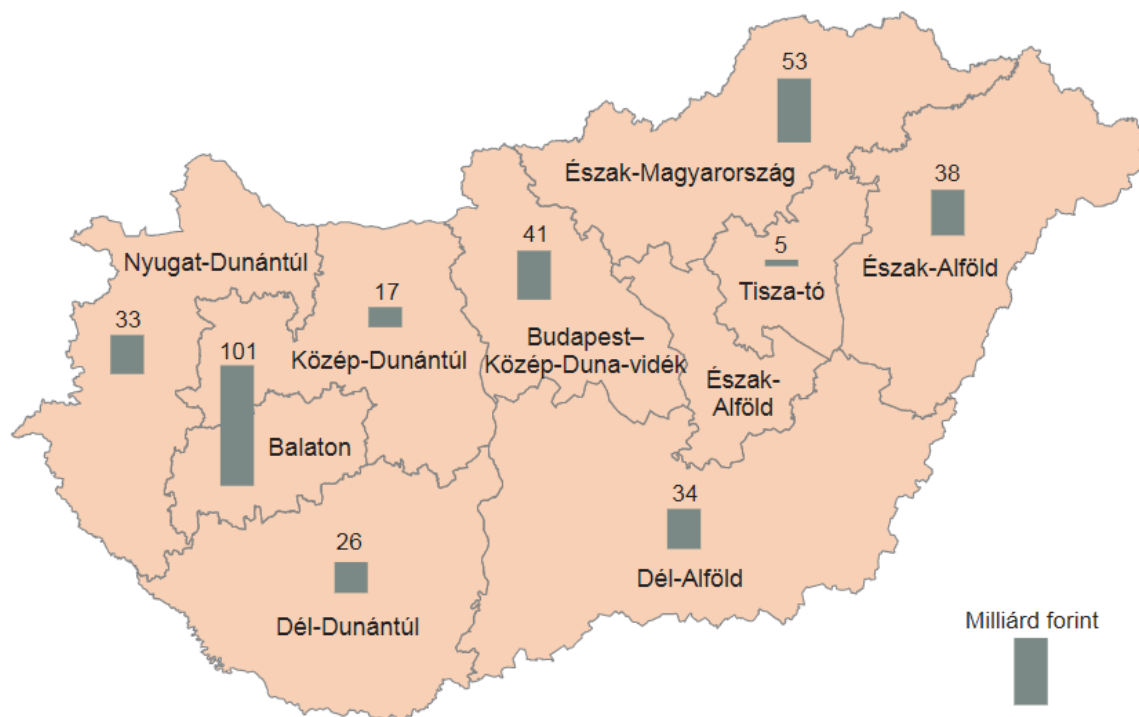 53
Észak-Magyarország
38
Észak-Alföld
5
Tisza-tó
41
Budapest–
Közép-Duna-vidék
Észak-
Alföld
Nyugat-Dunántúl
33
17
Közép-Dunántúl
101
Balaton
34
Dél-Alföld
26
Dél-Dunántúl
Milliárd forint